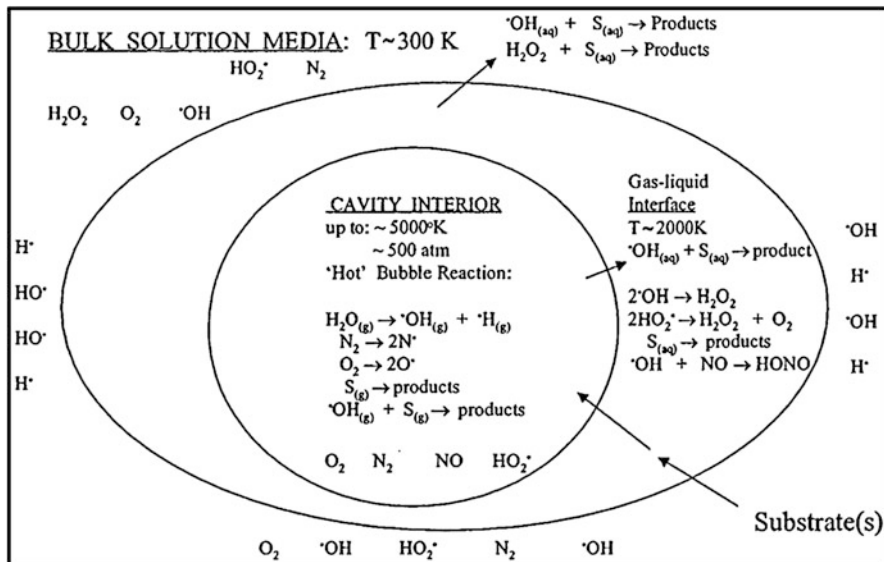 BULK SOLUTION MEDIA: T~300 K
•OH(aq) + S(aq) → Products
H₂O₂ + S(aq) → Products
HO₂• N₂
H₂O₂ O₂ •OH
CAVITY INTERIOR
up to: ~ 5000°K
~ 500 atm
'Hot' Bubble Reaction:
H₂O(g) → •OH(g) + •H(g)
N₂ → 2N•
O₂ → 2O•
S(g) → products
•OH(g) + S(g) → products
O₂ N₂ NO HO₂•
Gas-liquid
Interface
T~2000K
•OH(aq) + S(aq) → product
2•OH → H₂O₂
2HO₂• → H₂O₂ + O₂
S(aq) → products
•OH + NO → HONO
H•
HO•
HO•
H•
•OH
H•
•OH
H•
Substrate(s)
O₂ •OH HO₂• N₂ •OH